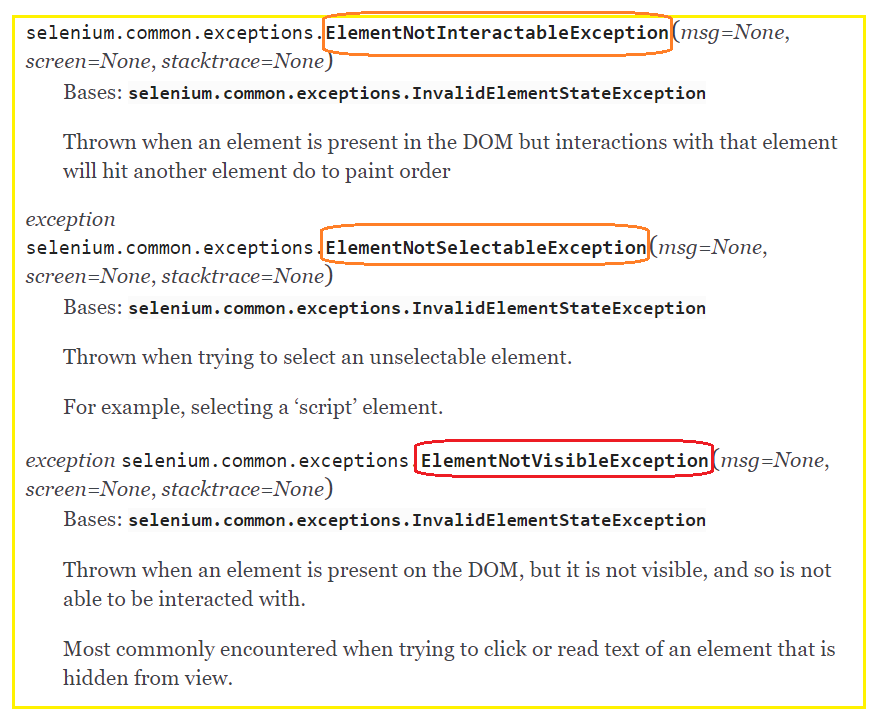 selenium.common.exceptions.ElementNotInteractableException(msg=None,
screen=None, stacktrace=None)
Bases: selenium.common.exceptions.InvalidElementStateException
Thrown when an element is present in the DOM but interactions with that element
will hit another element do to paint order
exception
selenium.common.exceptions.ElementNotSelectableException(msg=None,
screen=None, stacktrace=None)
Bases: selenium.common.exceptions.InvalidElementStateException
Thrown when trying to select an unselectable element.
For example, selecting a ‘script’ element.
exception selenium.common.exceptions.ElementNotVisibleException(msg=None,
screen=None, stacktrace=None)
Bases: selenium.common.exceptions.InvalidElementStateException
Thrown when an element is present on the DOM, but it is not visible, and so is not
able to be interacted with.
Most commonly encountered when trying to click or read text of an element that is
hidden from view.